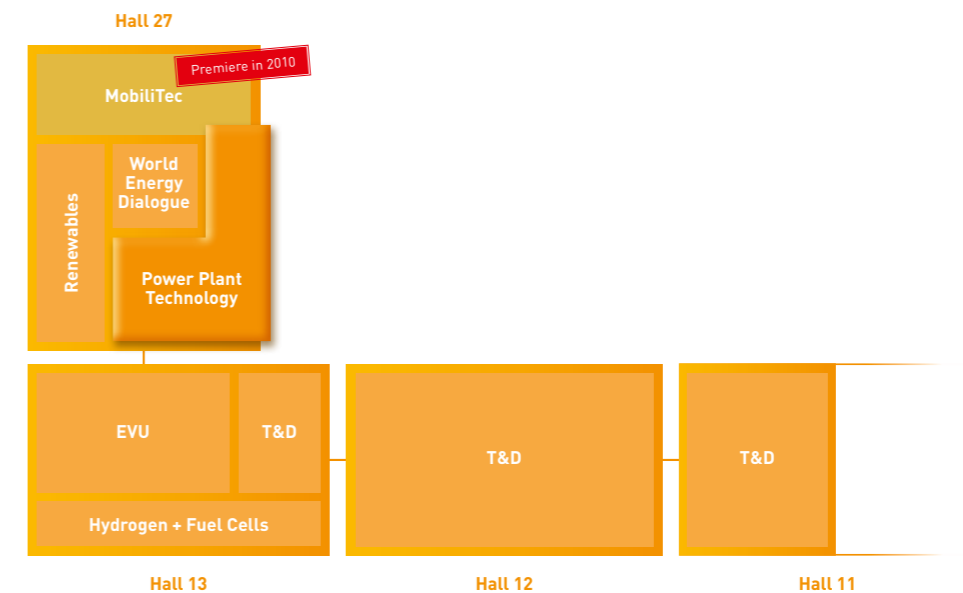 Hall 27
Premiere in 2010
MobiliTec
World
Energy
Dialogue
Renewables
Power Plant
Technology
EVU
T&D
Hydrogen + Fuel Cells
T&D
T&D
Hall 13
Hall 12
Hall 11